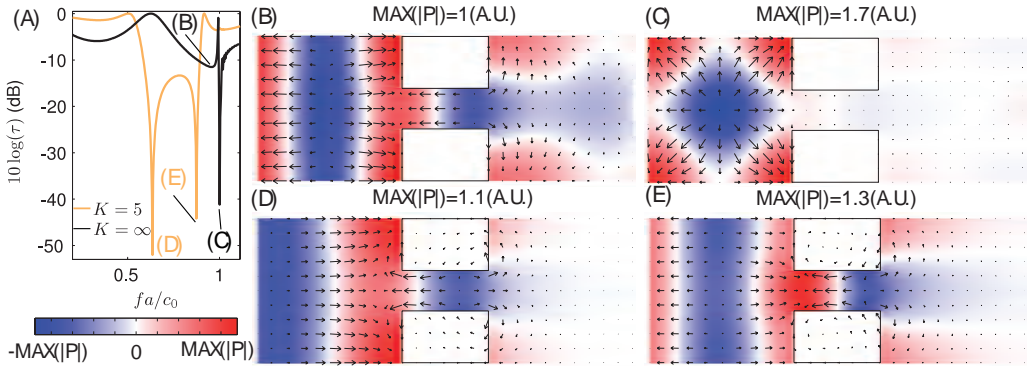 (A)
0
-10
-20
-30
-40
-50
10 log(τ) (dB)
0.5
1
fa/c₀
K = 5
K = ∞
(B)
(E)
(D)
(C)
-MAX(|P|)
0
MAX(|P|)
(B)
MAX(|P|)=1(A.U.)
(C)
MAX(|P|)=1.7(A.U.)
(D)
MAX(|P|)=1.1(A.U.)
(E)
MAX(|P|)=1.3(A.U.)